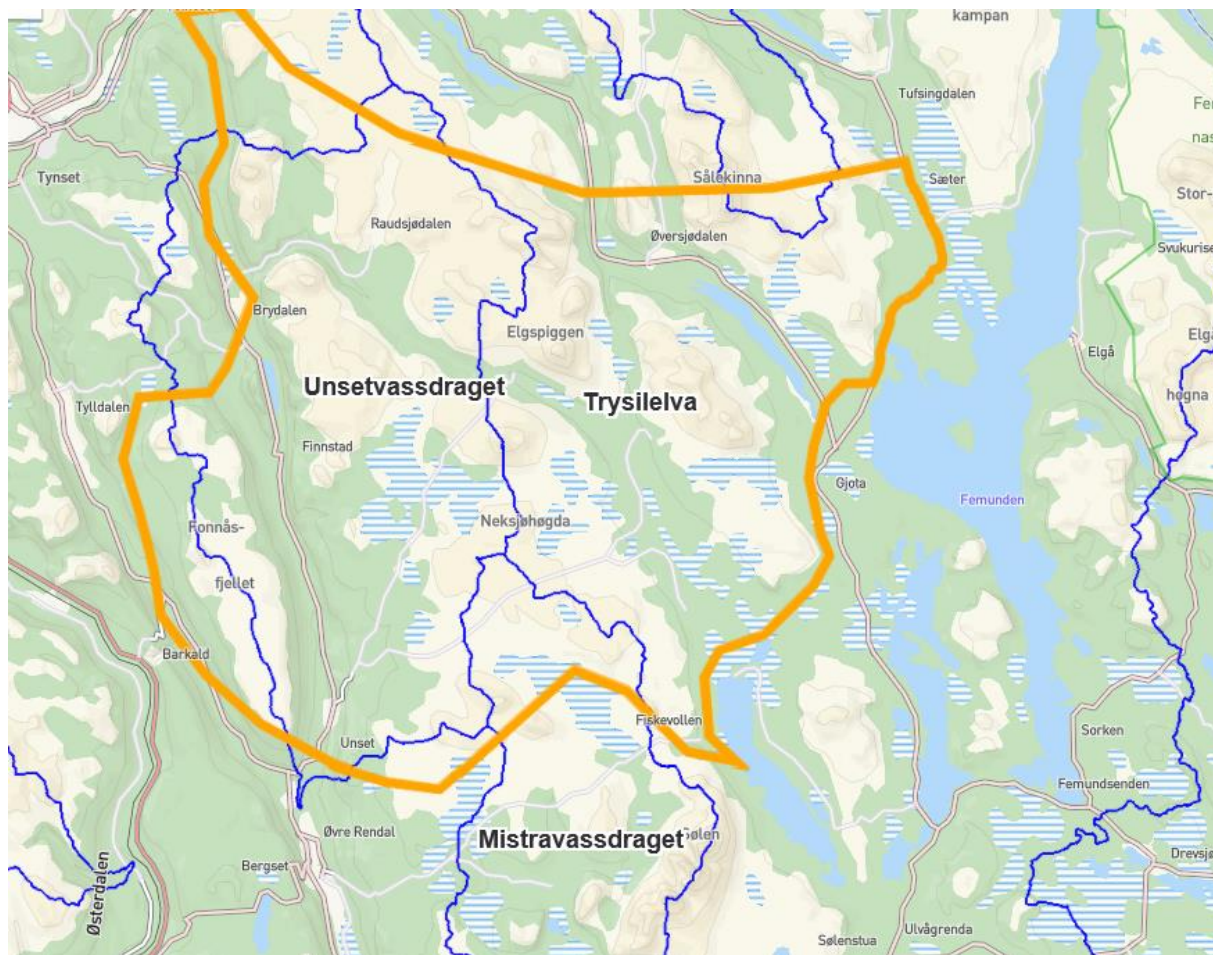 kampan
Tufsingdalen
Fe
nas
Tynset
Sålekinna
Sæter
Stor-
Raudsjødalen
Øversjødalen
Svukurise
Brydalen
Elgspiggen
Elgå
Elg
Unsetvassdraget
Trysilelva
høgna
Tylldalen
Finnstad
Gjota
Femunden
Neksjøhøgda
Fonnås-
fjellet
Barkald
Fiskevollen
Unset
Sorken
Femundsenden
Øvre Rendal
Mistravassdraget
Sølen
Bergset
Drevsjø
Østerdalen
Ulvågrenda
Sølenstua